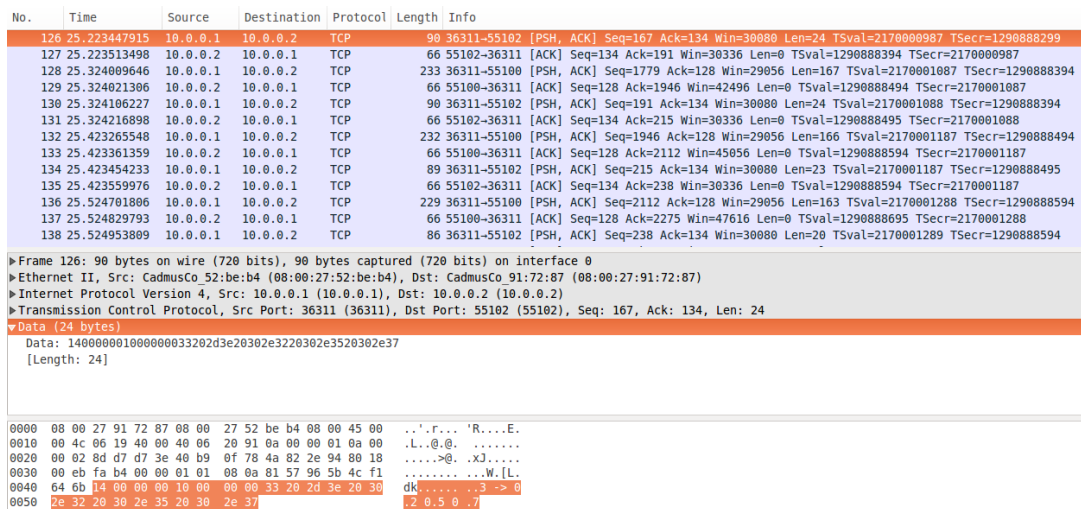 No. Time Source Destination Protocol Length Info
126 25.223447915 10.0.0.1 10.0.0.2 TCP 90 36311→55102 [PSH, ACK] Seq=167 Ack=134 Win=30080 Len=24 TSval=2170000987 TSecr=1290888299
127 25.223513498 10.0.0.2 10.0.0.1 TCP 66 55102→36311 [ACK] Seq=134 Ack=191 Win=30336 Len=0 TSval=1290888394 TSecr=2170000987
128 25.324009646 10.0.0.1 10.0.0.2 TCP 233 36311→55100 [PSH, ACK] Seq=1779 Ack=128 Win=29056 Len=167 TSval=2170001087 TSecr=1290888394
129 25.324021306 10.0.0.2 10.0.0.1 TCP 66 55100→36311 [ACK] Seq=128 Ack=1946 Win=42496 Len=0 TSval=1290888494 TSecr=2170001087
130 25.324106227 10.0.0.1 10.0.0.2 TCP 90 36311→55102 [PSH, ACK] Seq=191 Ack=134 Win=30080 Len=24 TSval=2170001088 TSecr=1290888394
131 25.324216898 10.0.0.2 10.0.0.1 TCP 66 55102→36311 [ACK] Seq=134 Ack=215 Win=30336 Len=0 TSval=1290888495 TSecr=2170001088
132 25.423265548 10.0.0.1 10.0.0.2 TCP 232 36311→55100 [PSH, ACK] Seq=1946 Ack=128 Win=29056 Len=166 TSval=2170001187 TSecr=1290888494
133 25.423361359 10.0.0.2 10.0.0.1 TCP 66 55100→36311 [ACK] Seq=128 Ack=2112 Win=45056 Len=0 TSval=1290888594 TSecr=2170001187
134 25.423454233 10.0.0.1 10.0.0.2 TCP 89 36311→55102 [PSH, ACK] Seq=215 Ack=134 Win=30080 Len=23 TSval=2170001187 TSecr=1290888495
135 25.423559976 10.0.0.2 10.0.0.1 TCP 66 55102→36311 [ACK] Seq=134 Ack=238 Win=30336 Len=0 TSval=1290888594 TSecr=2170001187
136 25.524701806 10.0.0.1 10.0.0.2 TCP 229 36311→55100 [PSH, ACK] Seq=2112 Ack=128 Win=29056 Len=163 TSval=2170001288 TSecr=1290888594
137 25.524829793 10.0.0.2 10.0.0.1 TCP 66 55100→36311 [ACK] Seq=128 Ack=2275 Win=47616 Len=0 TSval=1290888695 TSecr=2170001288
138 25.524953809 10.0.0.1 10.0.0.2 TCP 86 36311→55102 [PSH, ACK] Seq=238 Ack=134 Win=30080 Len=20 TSval=2170001289 TSecr=1290888594
Frame 126: 90 bytes on wire (720 bits), 90 bytes captured (720 bits) on interface 0
Ethernet II, Src: CadmusCo_52:be:b4 (08:00:27:52:be:b4), Dst: CadmusCo_91:72:87 (08:00:27:91:72:87)
Internet Protocol Version 4, Src: 10.0.0.1 (10.0.0.1), Dst: 10.0.0.2 (10.0.0.2)
Transmission Control Protocol, Src Port: 36311 (36311), Dst Port: 55102 (55102), Seq: 167, Ack: 134, Len: 24
Data (24 bytes)
Data: 140000001000000033202d3e20302e3220302e3520302e37
[Length: 24]
0000 08 00 27 91 72 87 08 00 27 52 be b4 08 00 45 00 ..'.r... 'R....E.
0010 00 4c 06 19 40 00 40 06 20 91 0a 00 00 01 0a 00 .L..@.@. .......
0020 00 02 8d d7 d7 3e 40 b9 0f 78 4a 82 2e 94 80 18 .....>@. .xJ.....
0030 00 eb fa b4 00 00 01 01 08 0a 81 57 96 5b 4c f1 ........ ...W.[L.
0040 64 6b 14 00 00 00 10 00 00 00 33 20 2d 3e 20 30 dk...... ..3 -> 0
0050 2e 32 20 30 2e 35 20 30 2e 37 .2 0.5 0 .7